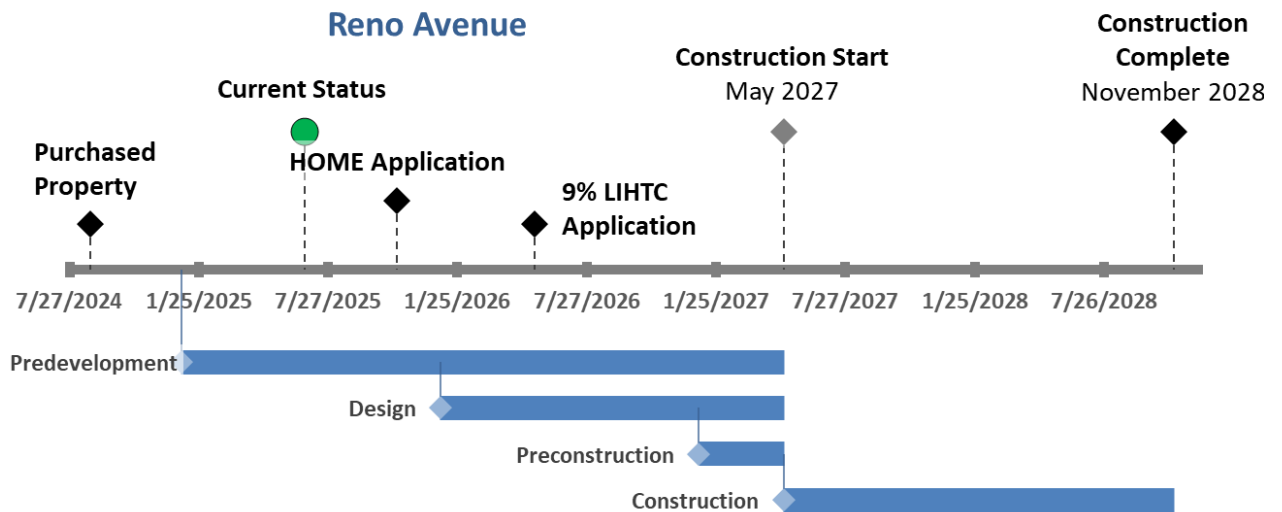 Reno Avenue
Construction
Complete
November 2028
Construction Start
May 2027
Current Status
Purchased
Property
HOME Application
9% LIHTC
Application
7/27/2024 1/25/2025 7/27/2025 1/25/2026 7/27/2026 1/25/2027 7/27/2027 1/25/2028 7/26/2028
Predevelopment
Design
Preconstruction
Construction